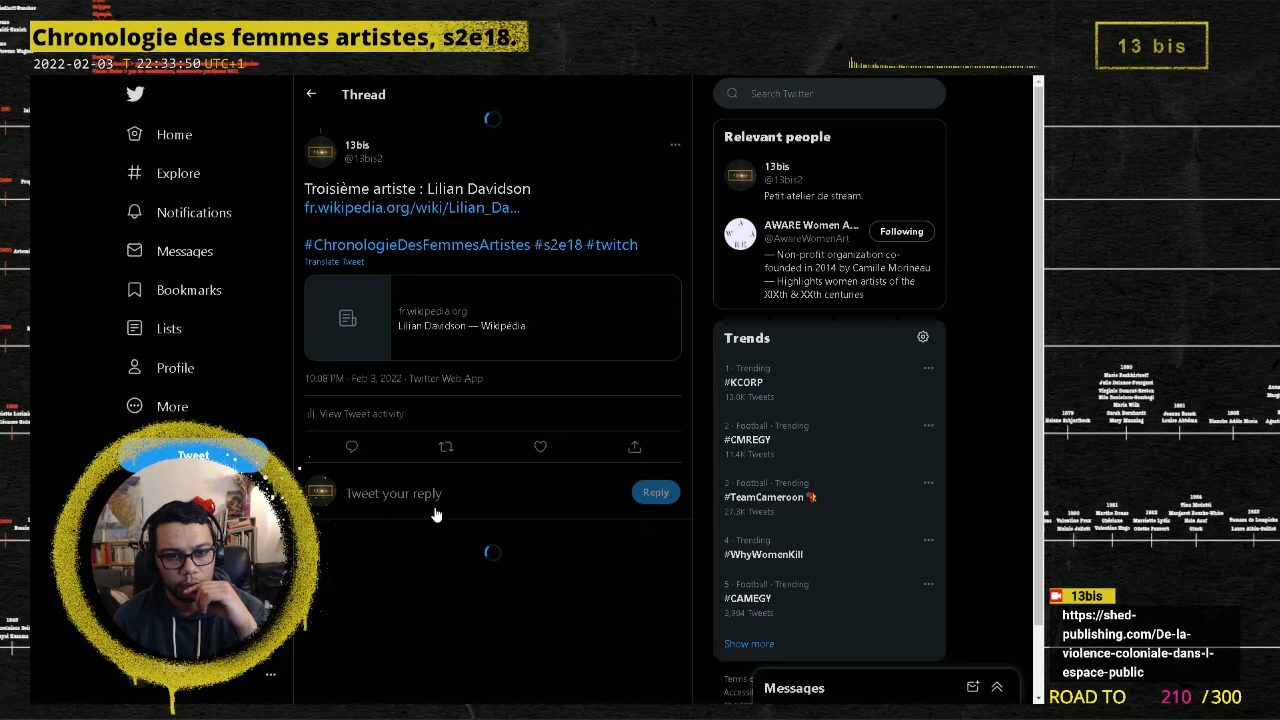 Chronologie des femmes artistes, s2e18.
2022-02-03 T 22:33:50 UTC+1
13 bis
Thread
Home
Explore
Notifications
Messages
Bookmarks
Lists
Profile
More
Tweet
13bis
@13bis2
Troisième artiste : Lilian Davidson
fr.wikipedia.org/wiki/Lilian_Da...
#ChronologieDesFemmesArtistes #s2e18 #twitch
Translate Tweet
fr.wikipedia.org
Lilian Davidson — Wikipédia
10:08 PM · Feb 3, 2022 · Twitter Web App
View Tweet activity
Tweet your reply
Reply
Search Twitter
Relevant people
13bis
@13bis2
Petit atelier de stream.
AWARE Women A...
@AwareWomenArt
Following
— Non-profit organization co-
founded in 2014 by Camille Morineau
— Highlights women artists of the
XIXth & XXth centuries
Trends
1 · Trending
#KCORP
13.0K Tweets
2 · Football · Trending
#CMREGY
11.4K Tweets
3 · Football · Trending
#TeamCameroon
27.3K Tweets
4 · Trending
#WhyWomenKill
5 · Football · Trending
#CAMEGY
3,984 Tweets
Show more
Messages
13bis
https://shed-
publishing.com/De-la-
violence-coloniale-dans-l-
espace-public
ROAD TO 210 /300